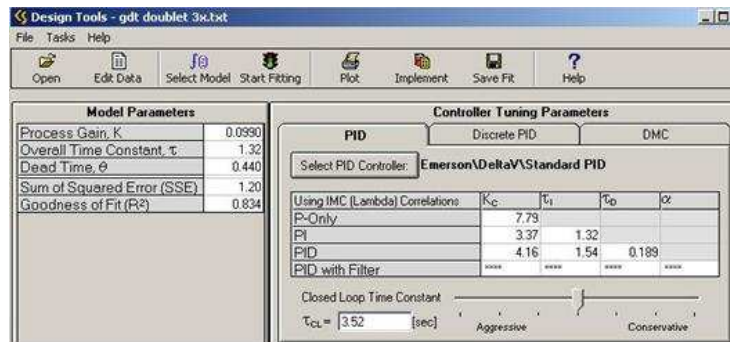 Design Tools - gdt doublet 3x.txt
File Tasks Help
Open Edit Data Select Model Start Fitting Plot Implement Save Fit Help
Model Parameters
Process Gain, K 0.0990
Overall Time Constant, τ 1.32
Dead Time, θ 0.440
Sum of Squared Error (SSE) 1.20
Goodness of Fit (R²) 0.834
Controller Tuning Parameters
PID Discrete PID DMC
Select PID Controller: Emerson\DeltaV\Standard PID
Using IMC (Lambda) Correlations Kc τI τD α
P-Only 7.79
PI 3.37 1.32
PID 4.16 1.54 0.189
PID with Filter **** **** **** ****
Closed Loop Time Constant
τCL= 3.52 [sec] Aggressive Conservative